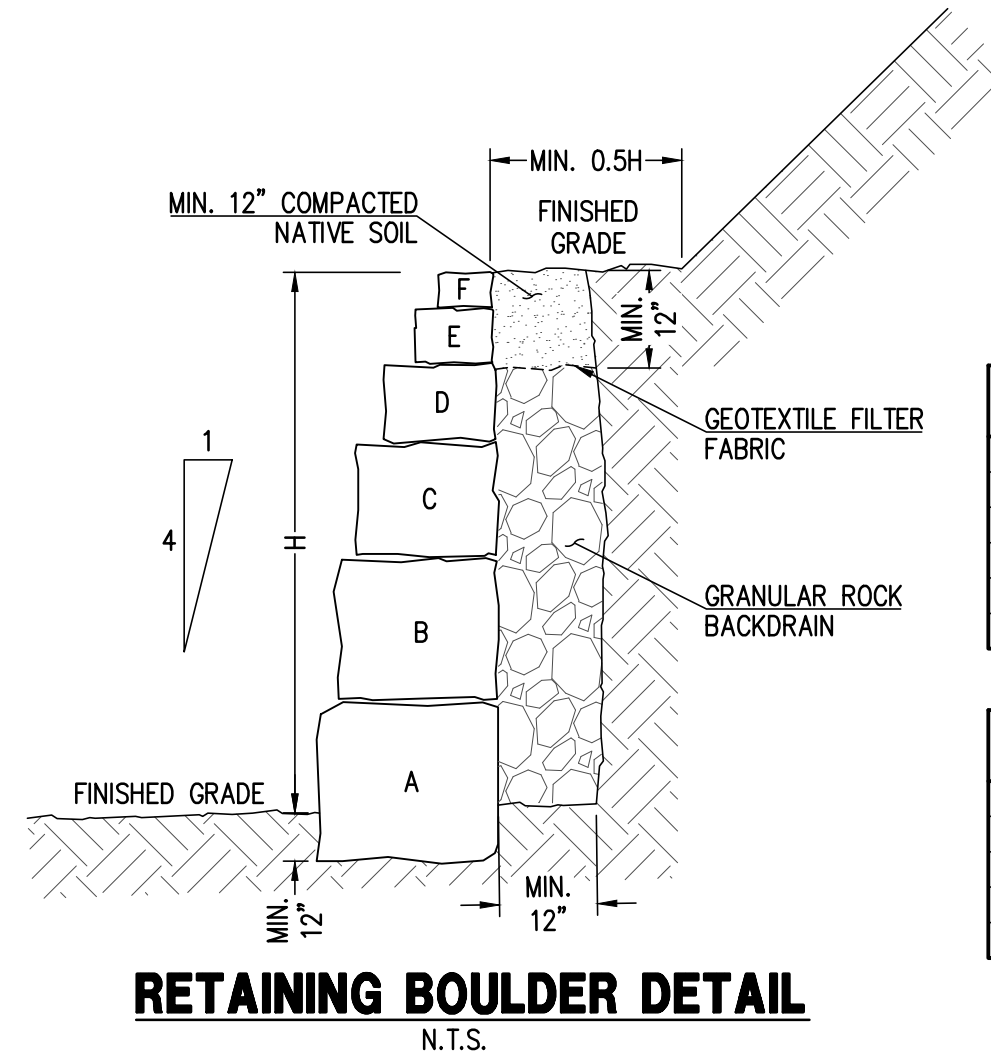 MIN. 0.5H
MIN. 12" COMPACTED
NATIVE SOIL
FINISHED
GRADE
F
E
D
C
B
A
MIN.
12"
GEOTEXTILE FILTER
FABRIC
1
4
H
GRANULAR ROCK
BACKDRAIN
FINISHED GRADE
MIN.
12"
MIN.
12"
RETAINING BOULDER DETAIL
N.T.S.